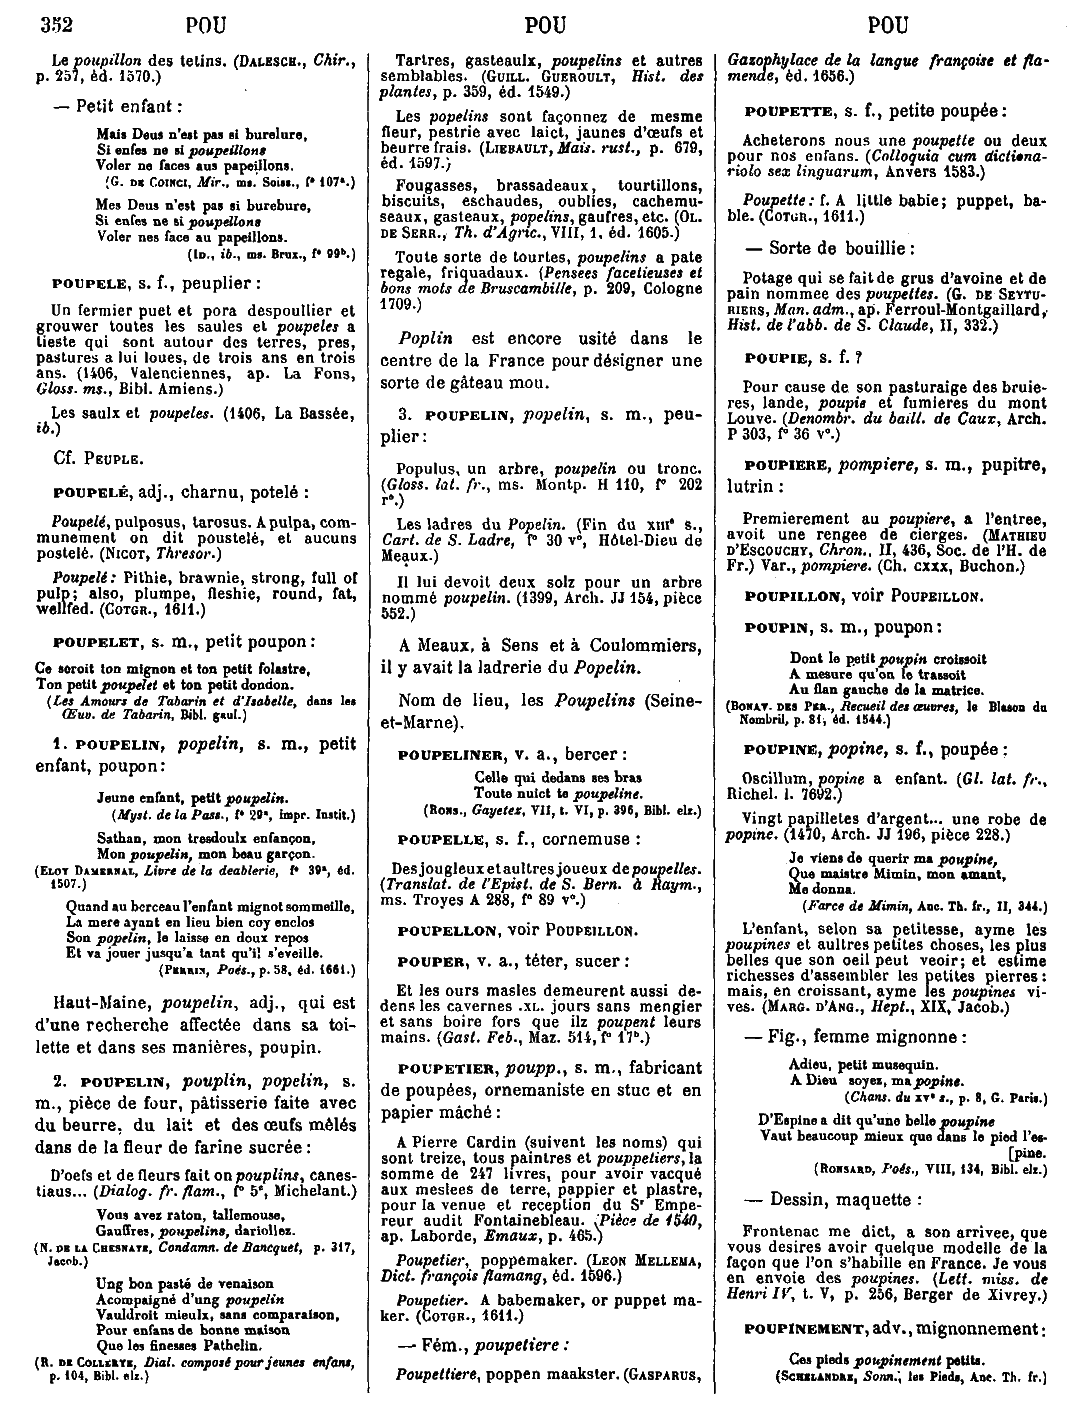 352 POU POU POU
Le poupillon des tetins. (DALESCH., Chir.,
p. 257, éd. 1570.)
— Petit enfant :
Mais Deus n'est pas si burelure,
Si enfes ne si poupeillons
Voler ne faces aus papeillons.
(G. DE COINCI, Mir., ms. Soiss., f° 107ª.)
Mes Deus n'est pas si burebure,
Si enfes ne si poupellons
Voler nes face au papeillons.
(ID., ib., ms. Brux., f° 99ᵇ.)
POUPELE, s. f., peuplier :
Un fermier puet et pora despoullier et
grouwer toutes les saules et poupeles a
tieste qui sont autour des terres, pres,
pastures a lui loues, de trois ans en trois
ans. (1406, Valenciennes, ap. La Fons,
Gloss. ms., Bibl. Amiens.)
Les saulx et poupeles. (1406, La Bassée,
ib.)
Cf. PEUPLE.
POUPELÉ, adj., charnu, potelé :
Poupelé, pulposus, tarosus. A pulpa, com-
munement on dit poustelé, et aucuns
postelé. (NICOT, Thresor.)
Poupelé : Pithie, brawnie, strong, full of
pulp; also, plumpe, fleshie, round, fat,
wellfed. (COTGR., 1611.)
POUPELET, s. m., petit poupon :
Ce seroit ton mignon et ton petit folastre,
Ton petit poupelet et ton petit dondon.
(Les Amours de Tabarin et d'Isabelle, dans les
Œuv. de Tabarin, Bibl. gaul.)
1. POUPELIN, popelin, s. m., petit
enfant, poupon :
Jeune enfant, petit poupelin.
(Myst. de la Pass., f° 29ª, impr. Instit.)
Sathan, mon tresdoulx enfançon,
Mon poupelin, mon beau garçon.
(ELOY DAMERNAL, Livre de la deablerie, f° 39ª, éd.
1507.)
Quand au berceau l'enfant mignot sommeille,
La mere ayant en lieu bien coy enclos
Son popelin, le laisse en doux repos
Et va jouer jusqu'a tant qu'il s'eveille.
(PERRIN, Poés., p. 58, éd. 1661.)
Haut-Maine, poupelin, adj., qui est
d'une recherche affectée dans sa toi-
lette et dans ses manières, poupin.
2. POUPELIN, pouplin, popelin, s.
m., pièce de four, pâtisserie faite avec
du beurre, du lait et des œufs mêlés
dans de la fleur de farine sucrée :
D'oefs et de fleurs fait on pouplins, canes-
tiaus... (Dialog. fr. flam., f° 5ᶜ, Michelant.)
Vous avez raton, tallemouse,
Gauffres, poupelins, dariollez.
(N. DE LA CHESNAYE, Condamn. de Bancquet, p. 317,
Jacob.)
Ung bon pasté de venaison
Acompaigné d'ung poupelin
Vauldroit mieulx, sans comparaison,
Pour enfans de bonne maison
Que les finesses Pathelin.
(R. DE COLLERYE, Dial. composé pour jeunes enfans,
p. 104, Bibl. elz.)
Tartres, gasteaulx, poupelins et autres
semblables. (GUILL. GUEROULT, Hist. des
plantes, p. 359, éd. 1549.)
Les popelins sont façonnez de mesme
fleur, pestrie avec laict, jaunes d'œufs et
beurre frais. (LIEBAULT, Mais. rust., p. 679,
éd. 1597.)
Fougasses, brassadeaux, tourtillons,
biscuits, eschaudes, oublies, cachemu-
seaux, gasteaux, popelins, gaufres, etc. (OL.
DE SERR., Th. d'Agric., VIII, 1, éd. 1605.)
Toute sorte de tourtes, poupelins a pate
regale, friquadaux. (Pensees facetieuses et
bons mots de Bruscambille, p. 209, Cologne
1709.)
Poplin est encore usité dans le
centre de la France pour désigner une
sorte de gâteau mou.
3. POUPELIN, popelin, s. m., peu-
plier :
Populus, un arbre, poupelin ou tronc.
(Gloss. lat. fr., ms. Montp. H 110, f° 202
r°.)
Les ladres du Popelin. (Fin du XIIIᵉ s.,
Cart. de S. Ladre, f° 30 v°, Hôtel-Dieu de
Meaux.)
Il lui devoit deux solz pour un arbre
nommé poupelin. (1399, Arch. JJ 154, pièce
552.)
A Meaux, à Sens et à Coulommiers,
il y avait la ladrerie du Popelin.
Nom de lieu, les Poupelins (Seine-
et-Marne).
POUPELINER, v. a., bercer :
Celle qui dedans ses bras
Toute nuict te poupeline.
(RONS., Gayetez, VII, t. VI, p. 396, Bibl. elz.)
POUPELLE, s. f., cornemuse :
Des jougleux et aultres joueux de poupelles.
(Translat. de l'Epist. de S. Bern. à Raym.,
ms. Troyes A 288, f° 89 v°.)
POUPELLON, voir POUPEILLON.
POUPER, v. a., téter, sucer :
Et les ours masles demeurent aussi de-
dens les cavernes .XL. jours sans mengier
et sans boire fors que ilz poupent leurs
mains. (Gast. Feb., Maz. 514, f° 17ᵇ.)
POUPETIER, poupp., s. m., fabricant
de poupées, ornemaniste en stuc et en
papier mâché :
A Pierre Cardin (suivent les noms) qui
sont treize, tous paintres et pouppetiers, la
somme de 247 livres, pour avoir vacqué
aux meslees de terre, pappier et plastre,
pour la venue et reception du Sʳ Empe-
reur audit Fontainebleau. (Pièce de 1540,
ap. Laborde, Emaux, p. 465.)
Poupetier, poppemaker. (LEON MELLEMA,
Dict. françois flamang, éd. 1596.)
Poupetier. A babemaker, or puppet ma-
ker. (COTGR., 1611.)
— Fém., poupetiere :
Poupettiere, poppen maakster. (GASPARUS,
Gazophylace de la langue françoise et fla-
mende, éd. 1656.)
POUPETTE, s. f., petite poupée :
Acheterons nous une poupette ou deux
pour nos enfans. (Colloquia cum dictiona-
riolo sex linguarum, Anvers 1583.)
Poupette : f. A little babie; puppet, ba-
ble. (COTGR., 1611.)
— Sorte de bouillie :
Potage qui se fait de grus d'avoine et de
pain nommee des poupettes. (G. DE SEYTU-
RIERS, Man. adm., ap. Ferroul-Montgaillard,
Hist. de l'abb. de S. Claude, II, 332.)
POUPIE, s. f. ?
Pour cause de son pasturaige des bruie-
res, lande, poupie et fumieres du mont
Louve. (Denombr. du baill. de Caux, Arch.
P 303, f° 36 v°.)
POUPIERE, pompiere, s. m., pupitre,
lutrin :
Premierement au poupiere, a l'entree,
avoit une rengee de cierges. (MATHIEU
D'ESCOUCHY, Chron., II, 436, Soc. de l'H. de
Fr.) Var., pompiere. (Ch. CXXX, Buchon.)
POUPILLON, voir POUPEILLON.
POUPIN, s. m., poupon :
Dont le petit poupin croissoit
A mesure qu'on le trassoit
Au flan gauche de la matrice.
(BONAV. DES PER., Recueil des œuvres, le Blason du
Nombril, p. 81, éd. 1544.)
POUPINE, popine, s. f., poupée :
Oscillum, popine a enfant. (Gl. lat. fr.,
Richel. l. 7692.)
Vingt papilletes d'argent... une robe de
popine. (1470, Arch. JJ 196, pièce 228.)
Je viens de querir ma poupine,
Que maistre Mimin, mon amant,
Me donna.
(Farce de Mimin, Anc. Th. fr., II, 344.)
L'enfant, selon sa petitesse, ayme les
poupines et aultres petites choses, les plus
belles que son oeil peut veoir; et estime
richesses d'assembler les petites pierres :
mais, en croissant, ayme les poupines vi-
ves. (MARG. D'ANG., Hept., XIX, Jacob.)
— Fig., femme mignonne :
Adieu, petit musequin.
A Dieu soyez, ma popine.
(Chans. du XVᵉ s., p. 8, G. Paris.)
D'Espine a dit qu'une belle poupine
Vaut beaucoup mieux que dans le pied l'es-
[pine.
(RONSARD, Poés., VIII, 134, Bibl. elz.)
— Dessin, maquette :
Frontenac me dict, a son arrivee, que
vous desires avoir quelque modelle de la
façon que l'on s'habille en France. Je vous
en envoie des poupines. (Lett. miss. de
Henri IV, t. V, p. 256, Berger de Xivrey.)
POUPINEMENT, adv., mignonnement :
Ces pieds poupinement petits.
(SCHELANDRE, Sonn., les Pieds, Anc. Th. fr.)